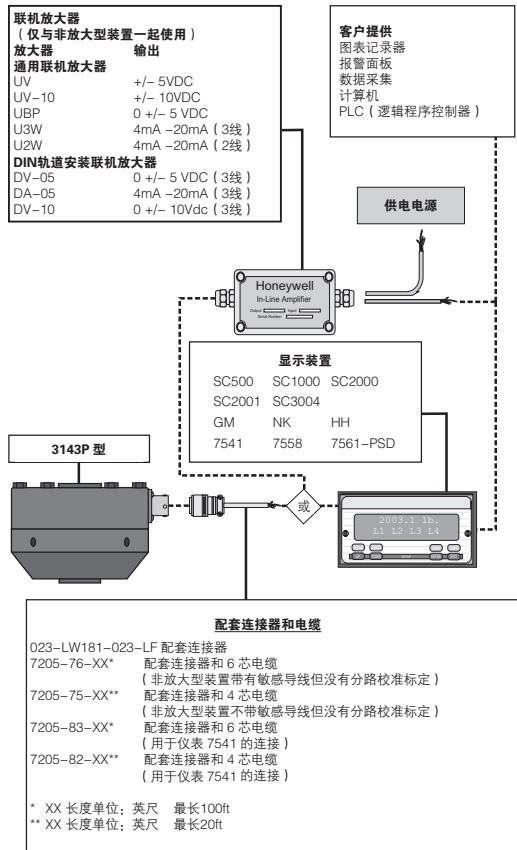 联机放大器
（仅与非放大型装置一起使用）
放大器 输出
通用联机放大器
UV +/– 5VDC
UV–10 +/– 10VDC
UBP 0 +/– 5 VDC
U3W 4mA –20mA（3线）
U2W 4mA –20mA（2线）
DIN轨道安装联机放大器
DV–05 0 +/– 5 VDC（3线）
DA–05 4mA –20mA（3线）
DV–10 0 +/– 10Vdc（3线）
客户提供
图表记录器
报警面板
数据采集
计算机
PLC（逻辑程序控制器）
供电电源
Honeywell
In-Line Amplifier
Output Input
Serial Number
显示装置
SC500 SC1000 SC2000
SC2001 SC3004
GM NK HH
7541 7558 7561–PSD
3143P 型
或
2003.1 lb.
L1 L2 L3 L4
配套连接器和电缆
023–LW181–023–LF 配套连接器
7205–76–XX* 配套连接器和 6 芯电缆
（非放大型装置带有敏感导线但没有分路校准标定）
7205–75–XX** 配套连接器和 4 芯电缆
（非放大型装置不带敏感导线但没有分路校准标定）
7205–83–XX* 配套连接器和 6 芯电缆
（用于仪表 7541 的连接）
7205–82–XX** 配套连接器和 4 芯电缆
（用于仪表 7541 的连接）
* XX 长度单位：英尺 最长100ft
** XX 长度单位：英尺 最长20ft